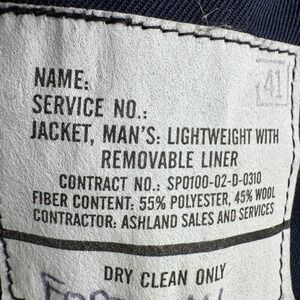 41
NAME:
SERVICE NO.:
JACKET, MAN'S: LIGHTWEIGHT WITH
REMOVABLE LINER
CONTRACT NO.: SP0100-02-D-0310
FIBER CONTENT: 55% POLYESTER, 45% WOOL
CONTRACTOR: ASHLAND SALES AND SERVICES
DRY CLEAN ONLY